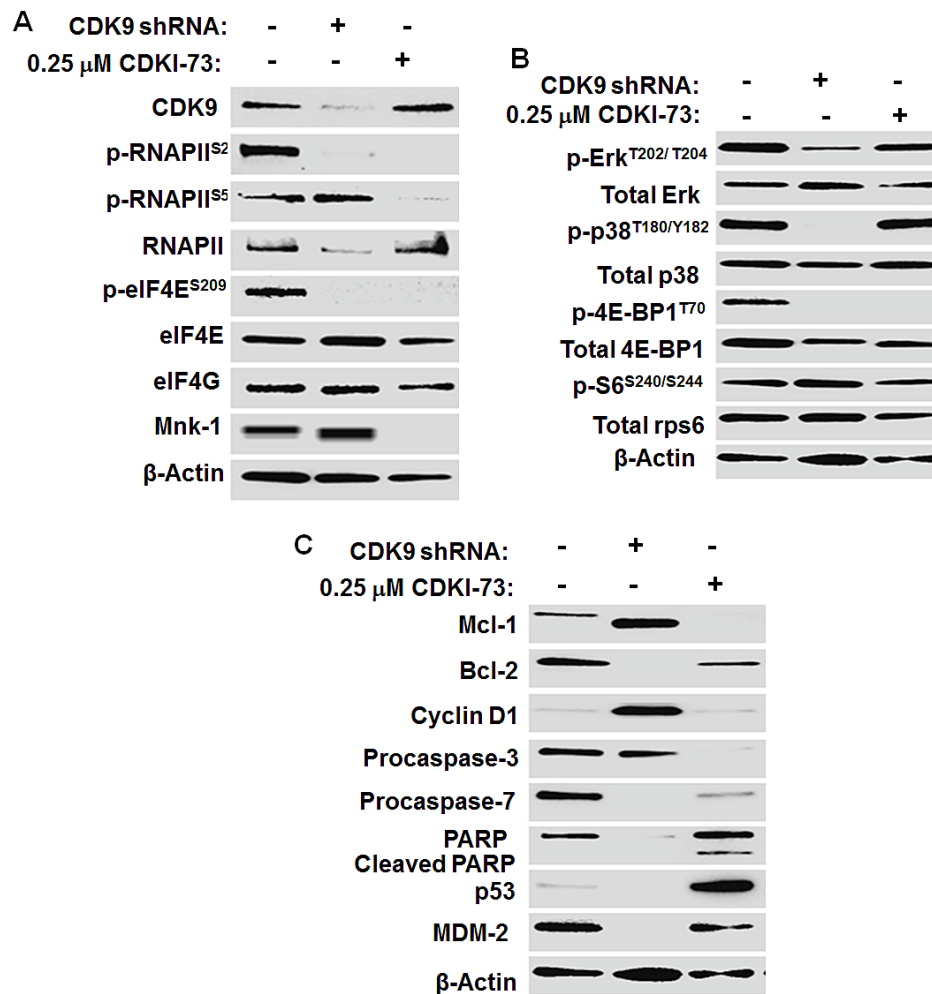 A
CDK9 shRNA: - + -
0.25 μM CDKI-73: - - +
CDK9
p-RNAPII^S2
p-RNAPII^S5
RNAPII
p-eIF4E^S209
eIF4E
eIF4G
Mnk-1
β-Actin
B
CDK9 shRNA: - + -
0.25 μM CDKI-73: - - +
p-Erk^T202/ T204
Total Erk
p-p38^T180/Y182
Total p38
p-4E-BP1^T70
Total 4E-BP1
p-S6^S240/S244
Total rps6
β-Actin
C
CDK9 shRNA: - + -
0.25 μM CDKI-73: - - +
Mcl-1
Bcl-2
Cyclin D1
Procaspase-3
Procaspase-7
PARP
Cleaved PARP
p53
MDM-2
β-Actin